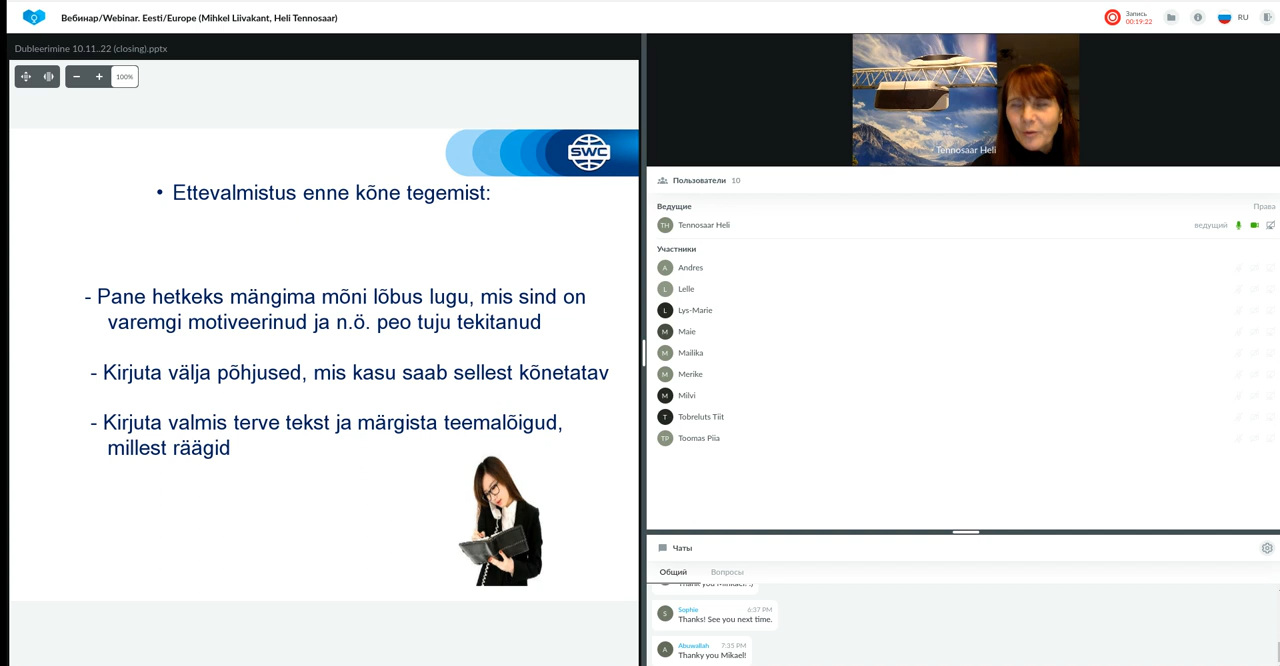 Вебинар/Webinar. Eesti/Europe (Mihkel Liivakant, Heli Tennosaar)
Запись
00:19:22
RU
Dubleerimine 10.11..22 (closing).pptx
100%
SWC
• Ettevalmistus enne kõne tegemist:
- Pane hetkeks mängima mõni lõbus lugu, mis sind on
varemgi motiveerinud ja n.ö. peo tuju tekitanud
- Kirjuta välja põhjused, mis kasu saab sellest kõnetatav
- Kirjuta valmis terve tekst ja märgista teemalõigud,
millest räägid
Tennosaar Heli
Пользователи 10
Ведущие Права
TH Tennosaar Heli ведущий
Участники
A Andres
L Lelle
L Lys-Marie
M Maie
M Mailika
M Merike
M Milvi
T Tobreluts Tiit
TP Toomas Piia
Чаты
Общий Вопросы
Thank you Mihkael! :)
Sophie 6:37 PM
S Thanks! See you next time.
Abuwallah 7:35 PM
A Thanky you Mikael!